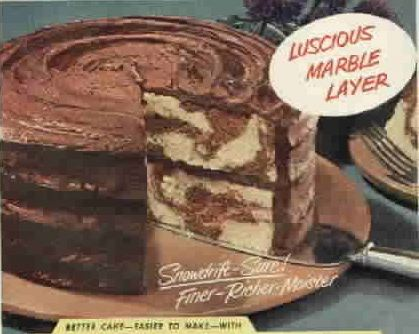 LUSCIOUS
MARBLE
LAYER
Snowdrift-Sure!
Finer-Richer-Moister
BETTER CAKE—EASIER TO MAKE—WITH